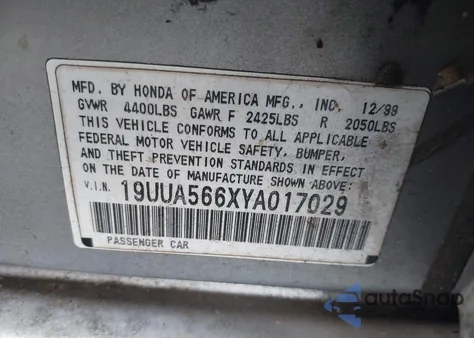 MFD. BY HONDA OF AMERICA MFG., INC. 12/98
GVWR 4400LBS GAWR F 2425LBS R 2050LBS
THIS VEHICLE CONFORMS TO ALL APPLICABLE
FEDERAL MOTOR VEHICLE SAFETY, BUMPER,
AND THEFT PREVENTION STANDARDS IN EFFECT
ON THE DATE OF MANUFACTURE SHOWN ABOVE:
V.I.N. 19UUA566XYA017029
PASSENGER CAR
autoSnap